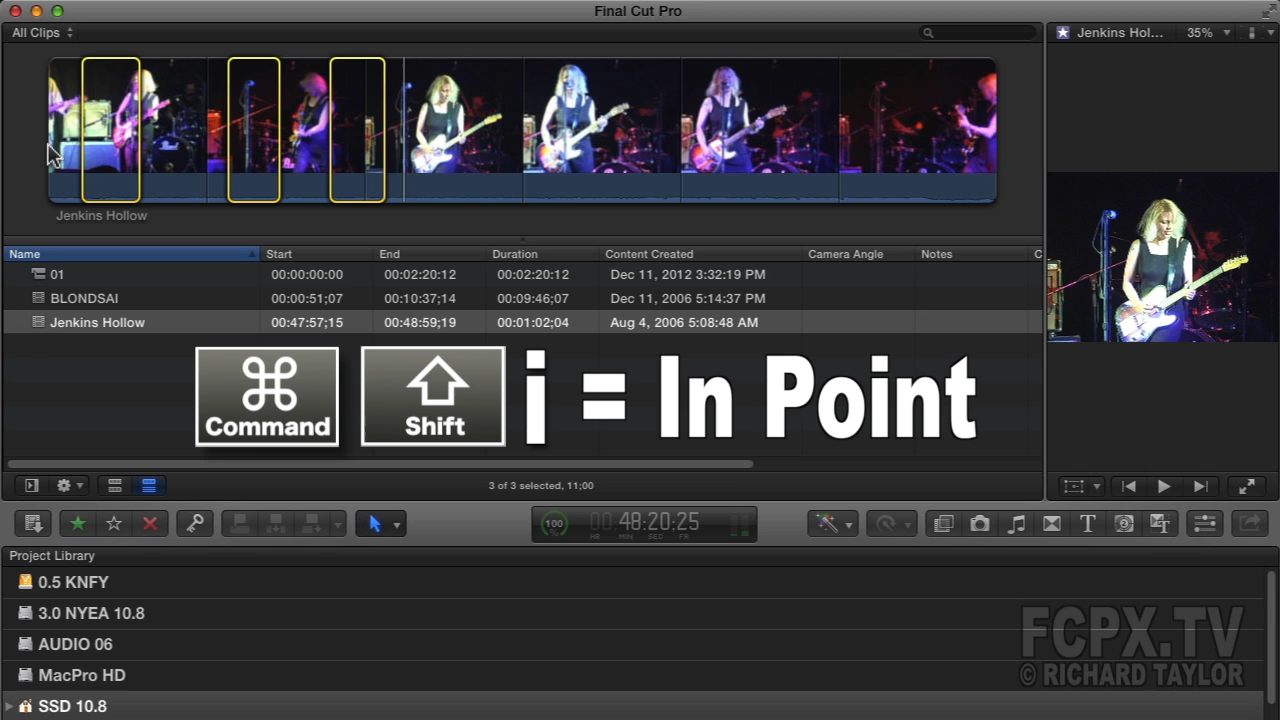 Final Cut Pro
All Clips
Jenkins Hol... 35%
Jenkins Hollow
Name Start End Duration Content Created Camera Angle Notes C
01 00:00:00:00 00:02:20:12 00:02:20:12 Dec 11, 2012 3:32:19 PM
BLONDSAI 00:00:51;07 00:10:37;14 00:09:46;07 Dec 11, 2006 5:14:37 PM
Jenkins Hollow 00:47:57;15 00:48:59;19 00:01:02;04 Aug 4, 2006 5:08:48 AM
⌘ Command Shift i = In Point
3 of 3 selected, 11;00
100 00:48:20:25
HR MIN SEC FR
T
Project Library
0.5 KNFY
3.0 NYEA 10.8
AUDIO 06
MacPro HD
SSD 10.8
FCPX.TV
© RICHARD TAYLOR